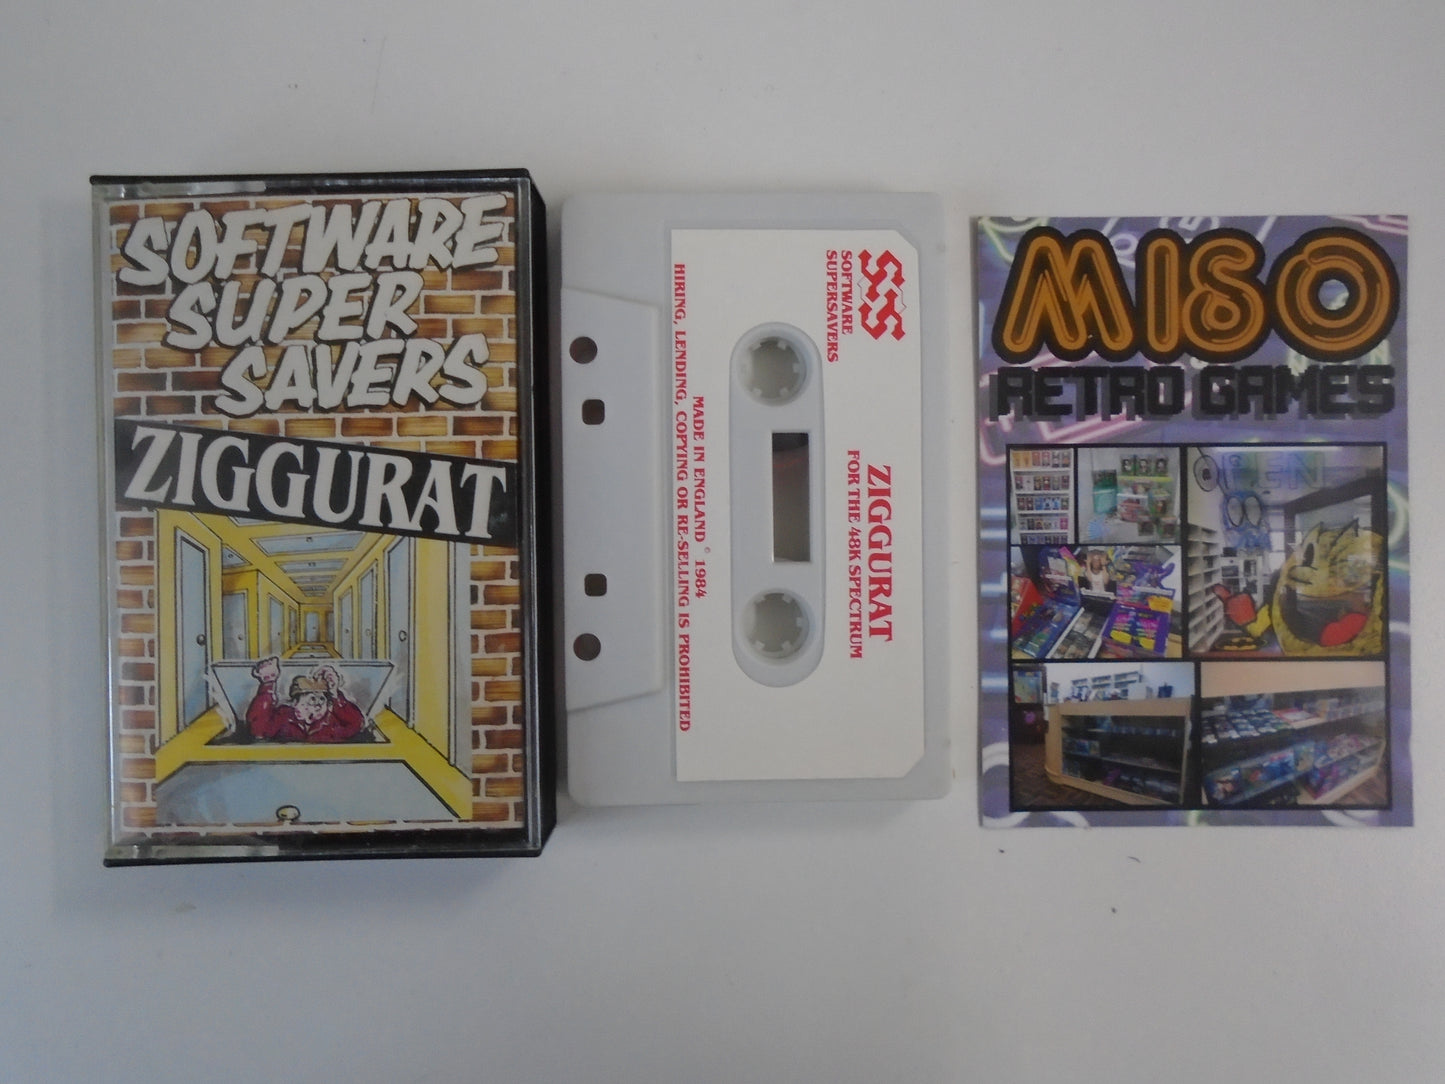 SOFTWARE
SUPER
SAVERS
ZIGGURAT
SSS
SOFTWARE
SUPERSAVERS
ZIGGURAT
FOR THE 48K SPECTRUM
MADE IN ENGLAND © 1984
HIRING, LENDING, COPYING OR RE-SELLING IS PROHIBITED
MISO
RETRO GAMES
OPEN